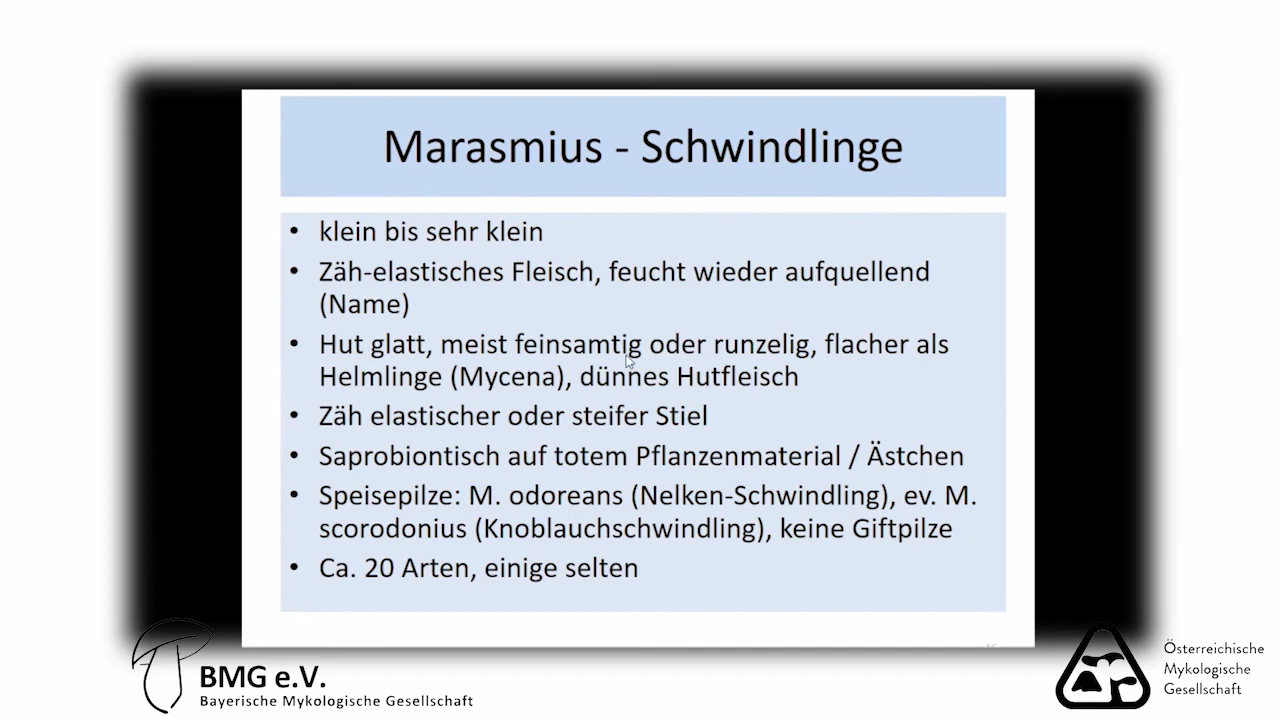 Marasmius - Schwindlinge
• klein bis sehr klein
• Zäh-elastisches Fleisch, feucht wieder aufquellend
(Name)
• Hut glatt, meist feinsamtig oder runzelig, flacher als
Helmlinge (Mycena), dünnes Hutfleisch
• Zäh elastischer oder steifer Stiel
• Saprobiontisch auf totem Pflanzenmaterial / Ästchen
• Speisepilze: M. odoreans (Nelken-Schwindling), ev. M.
scorodonius (Knoblauchschwindling), keine Giftpilze
• Ca. 20 Arten, einige selten
BMG e.V.
Bayerische Mykologische Gesellschaft
Österreichische
Mykologische
Gesellschaft